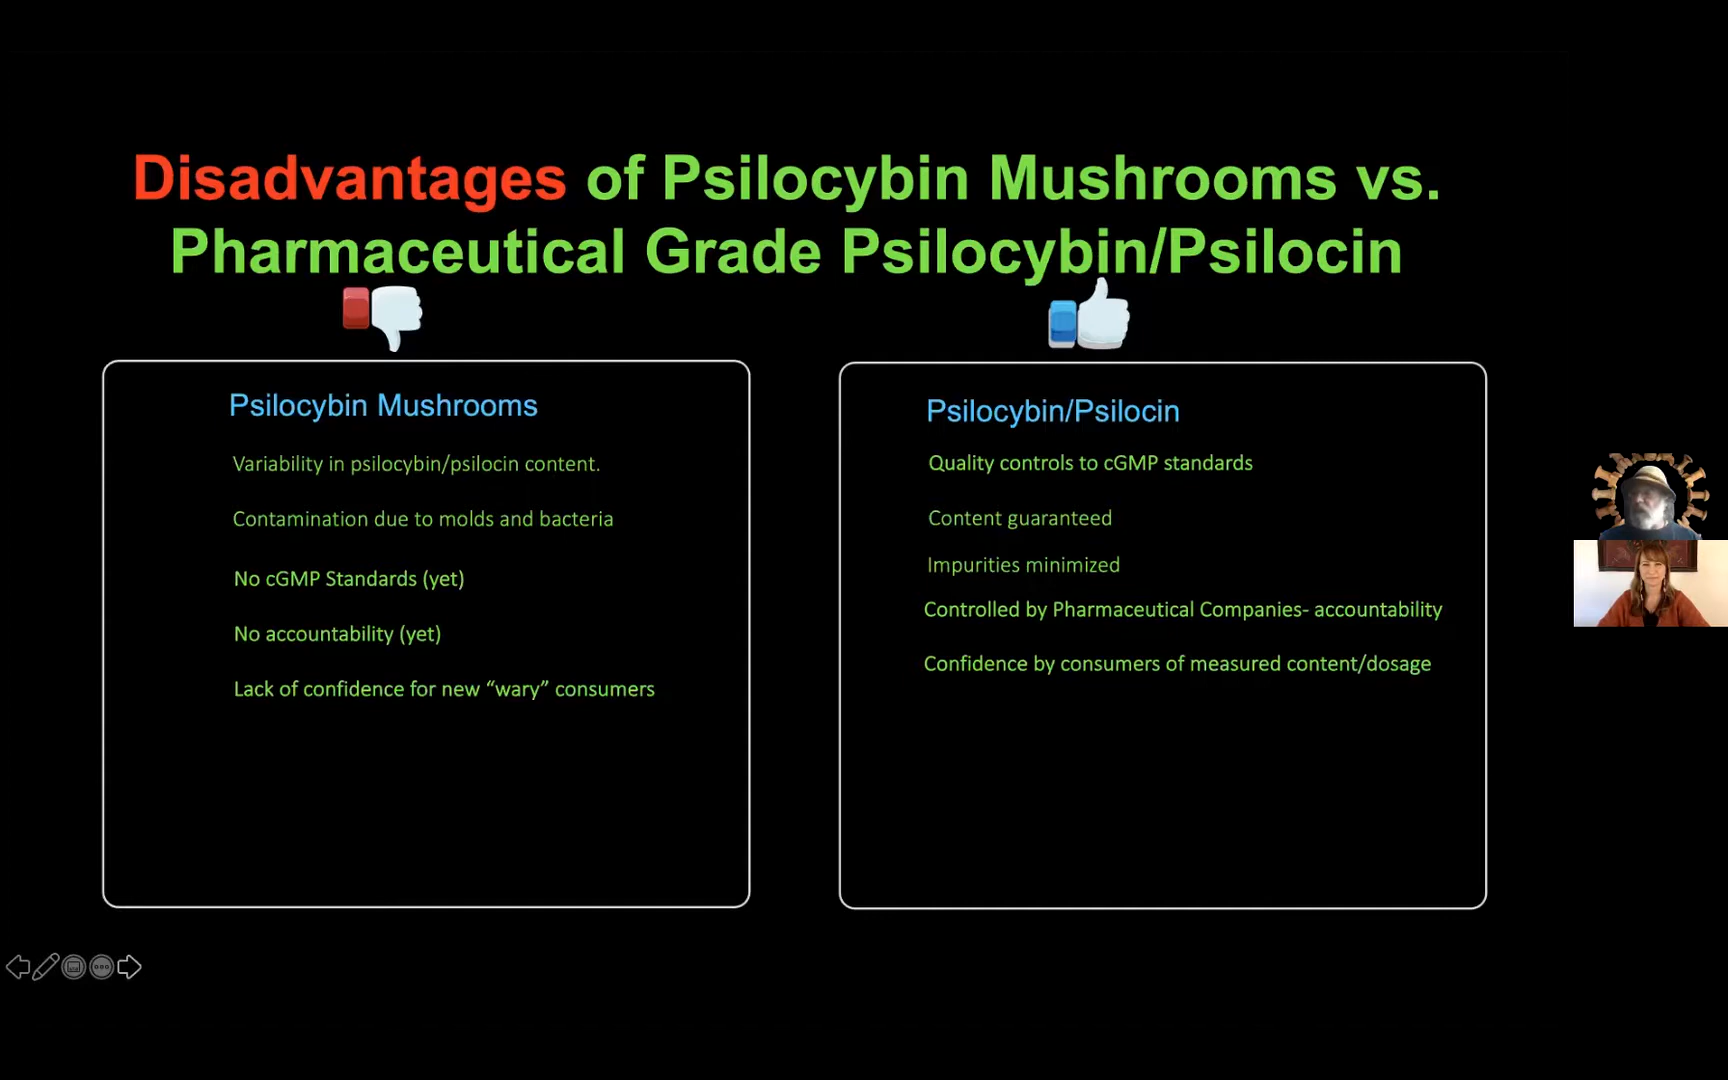 Disadvantages of Psilocybin Mushrooms vs.
Pharmaceutical Grade Psilocybin/Psilocin
Psilocybin Mushrooms
Variability in psilocybin/psilocin content.
Contamination due to molds and bacteria
No cGMP Standards (yet)
No accountability (yet)
Lack of confidence for new “wary” consumers
Psilocybin/Psilocin
Quality controls to cGMP standards
Content guaranteed
Impurities minimized
Controlled by Pharmaceutical Companies- accountability
Confidence by consumers of measured content/dosage